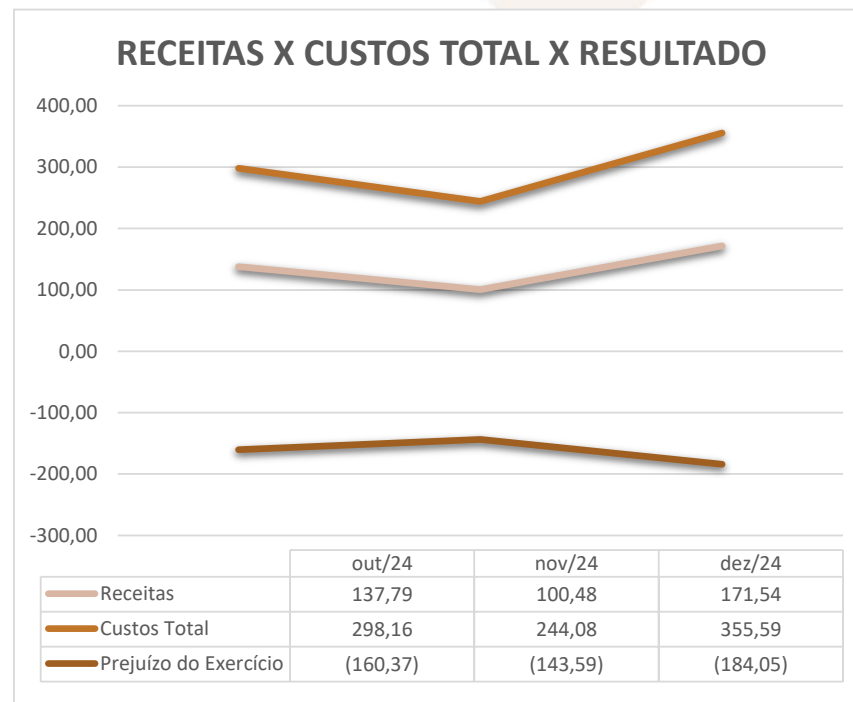 RECEITAS X CUSTOS TOTAL X RESULTADO
400,00
300,00
200,00
100,00
0,00
-100,00
-200,00
-300,00
out/24 nov/24 dez/24
Receitas 137,79 100,48 171,54
Custos Total 298,16 244,08 355,59
Prejuízo do Exercício (160,37) (143,59) (184,05)